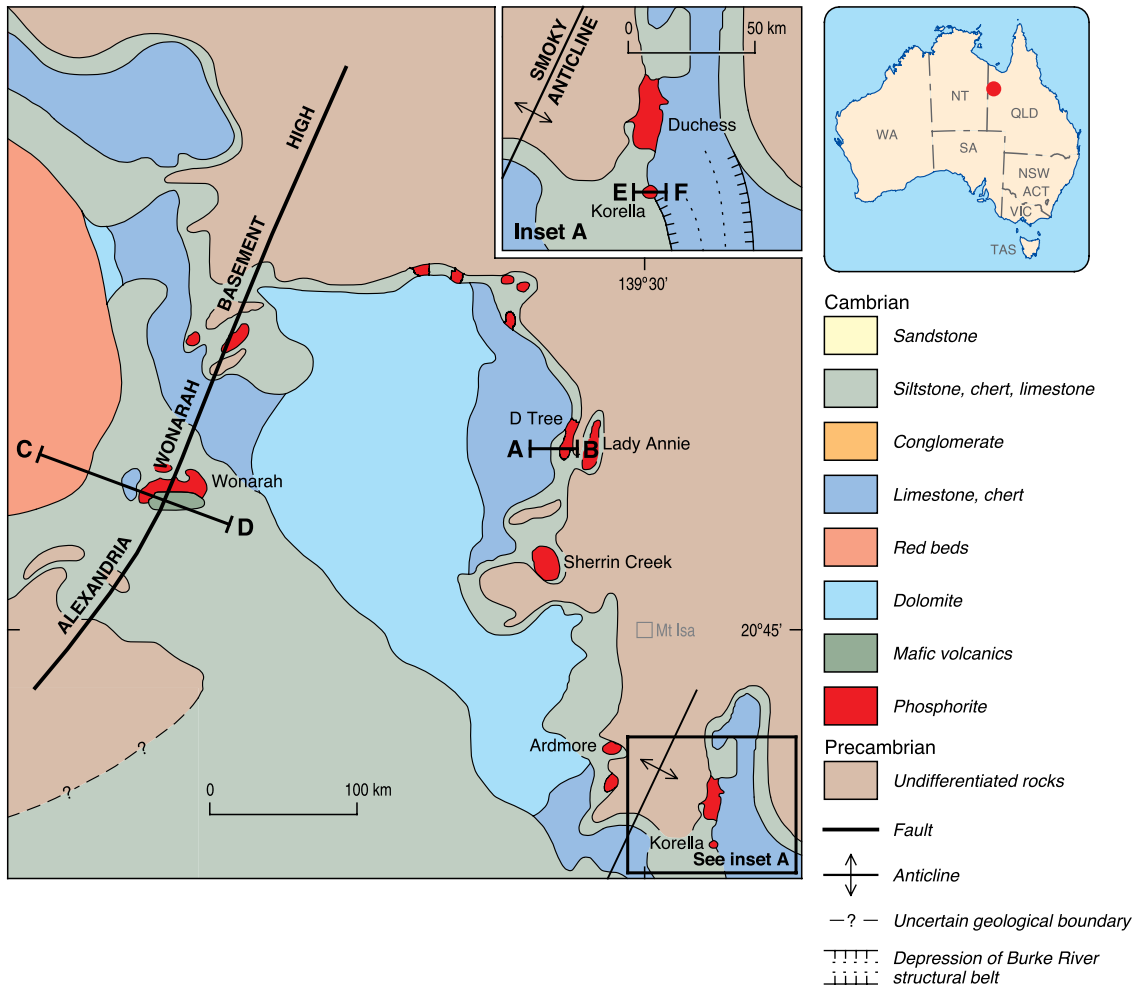 SMOKY
ANTICLINE
0
50 km
Duchess
E
F
Korella
Inset A
139°30'
HIGH
BASEMENT
WONARAH
ALEXANDRIA
C
D
Wonarah
D Tree
A
B
Lady Annie
Sherrin Creek
Mt Isa
20°45'
Ardmore
Korella
See inset A
?
?
0
100 km
WA
NT
SA
QLD
NSW
ACT
VIC
TAS
Cambrian
Sandstone
Siltstone, chert, limestone
Conglomerate
Limestone, chert
Red beds
Dolomite
Mafic volcanics
Phosphorite
Precambrian
Undifferentiated rocks
Fault
Anticline
? Uncertain geological boundary
Depression of Burke River
structural belt